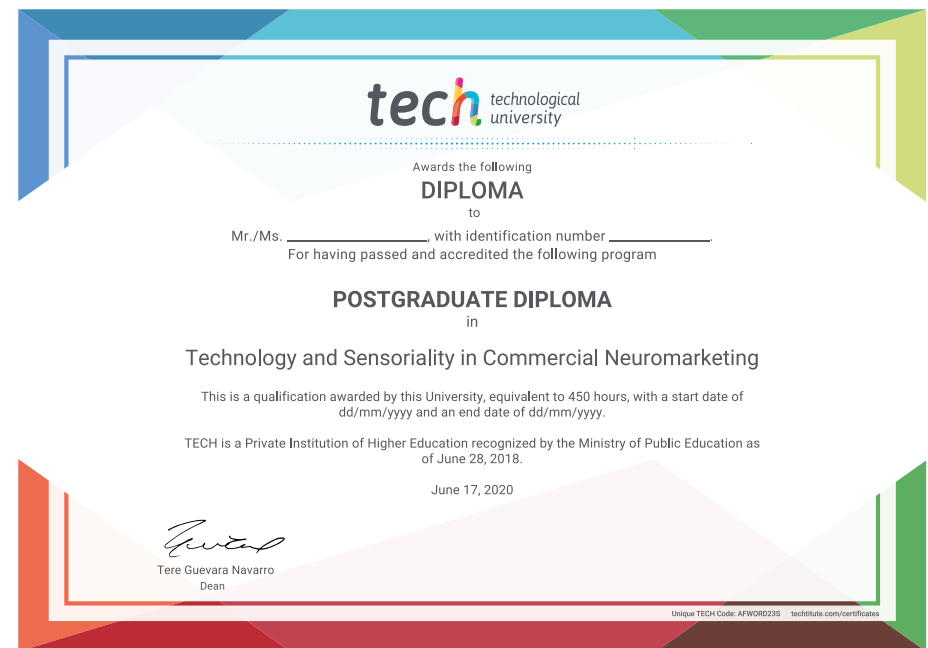 tech technological
university
Awards the following
DIPLOMA
to
Mr./Ms. ____________, with identification number ____________.
For having passed and accredited the following program
POSTGRADUATE DIPLOMA
in
Technology and Sensoriality in Commercial Neuromarketing
This is a qualification awarded by this University, equivalent to 450 hours, with a start date of
dd/mm/yyyy and an end date of dd/mm/yyyy.
TECH is a Private Institution of Higher Education recognized by the Ministry of Public Education as
of June 28, 2018.
June 17, 2020
Tere Guevara Navarro
Dean
Unique TECH Code: AFWORD23S techtitute.com/certificates